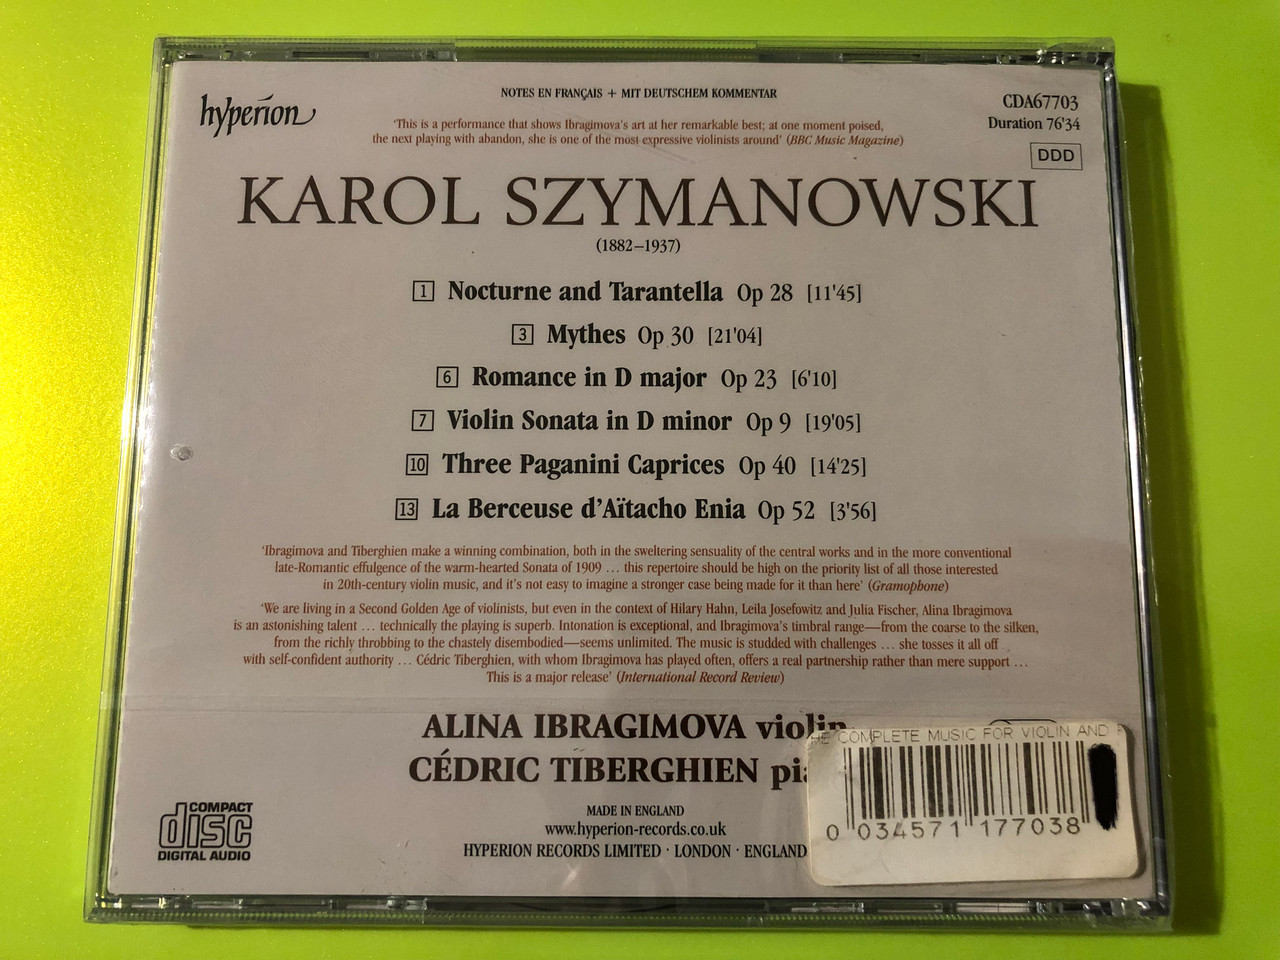 hyperion
NOTES EN FRANÇAIS + MIT DEUTSCHEM KOMMENTAR
CDA67703
Duration 76'34
DDD
'This is a performance that shows Ibragimova's art at her remarkable best; at one moment poised,
the next playing with abandon, she is one of the most expressive violinists around' (BBC Music Magazine)
KAROL SZYMANOWSKI
(1882–1937)
1 Nocturne and Tarantella Op 28 [11'45]
3 Mythes Op 30 [21'04]
6 Romance in D major Op 23 [6'10]
7 Violin Sonata in D minor Op 9 [19'05]
10 Three Paganini Caprices Op 40 [14'25]
13 La Berceuse d'Aïtacho Enia Op 52 [3'56]
'Ibragimova and Tiberghien make a winning combination, both in the sweltering sensuality of the central works and in the more conventional
late-Romantic effulgence of the warm-hearted Sonata of 1909 … this repertoire should be high on the priority list of all those interested
in 20th-century violin music, and it's not easy to imagine a stronger case being made for it than here' (Gramophone)
'We are living in a Second Golden Age of violinists, but even in the context of Hilary Hahn, Leila Josefowitz and Julia Fischer, Alina Ibragimova
is an astonishing talent … technically the playing is superb. Intonation is exceptional, and Ibragimova's timbral range—from the coarse to the silken,
from the richly throbbing to the chastely disembodied—seems unlimited. The music is studded with challenges … she tosses it all off
with self-confident authority … Cédric Tiberghien, with whom Ibragimova has played often, offers a real partnership rather than mere support …
This is a major release' (International Record Review)
ALINA IBRAGIMOVA violin
CÉDRIC TIBERGHIEN pia
HE COMPLETE MUSIC FOR VIOLIN AND
0 034571 177038
COMPACT
disc
DIGITAL AUDIO
MADE IN ENGLAND
www.hyperion-records.co.uk
HYPERION RECORDS LIMITED · LONDON · ENGLAND